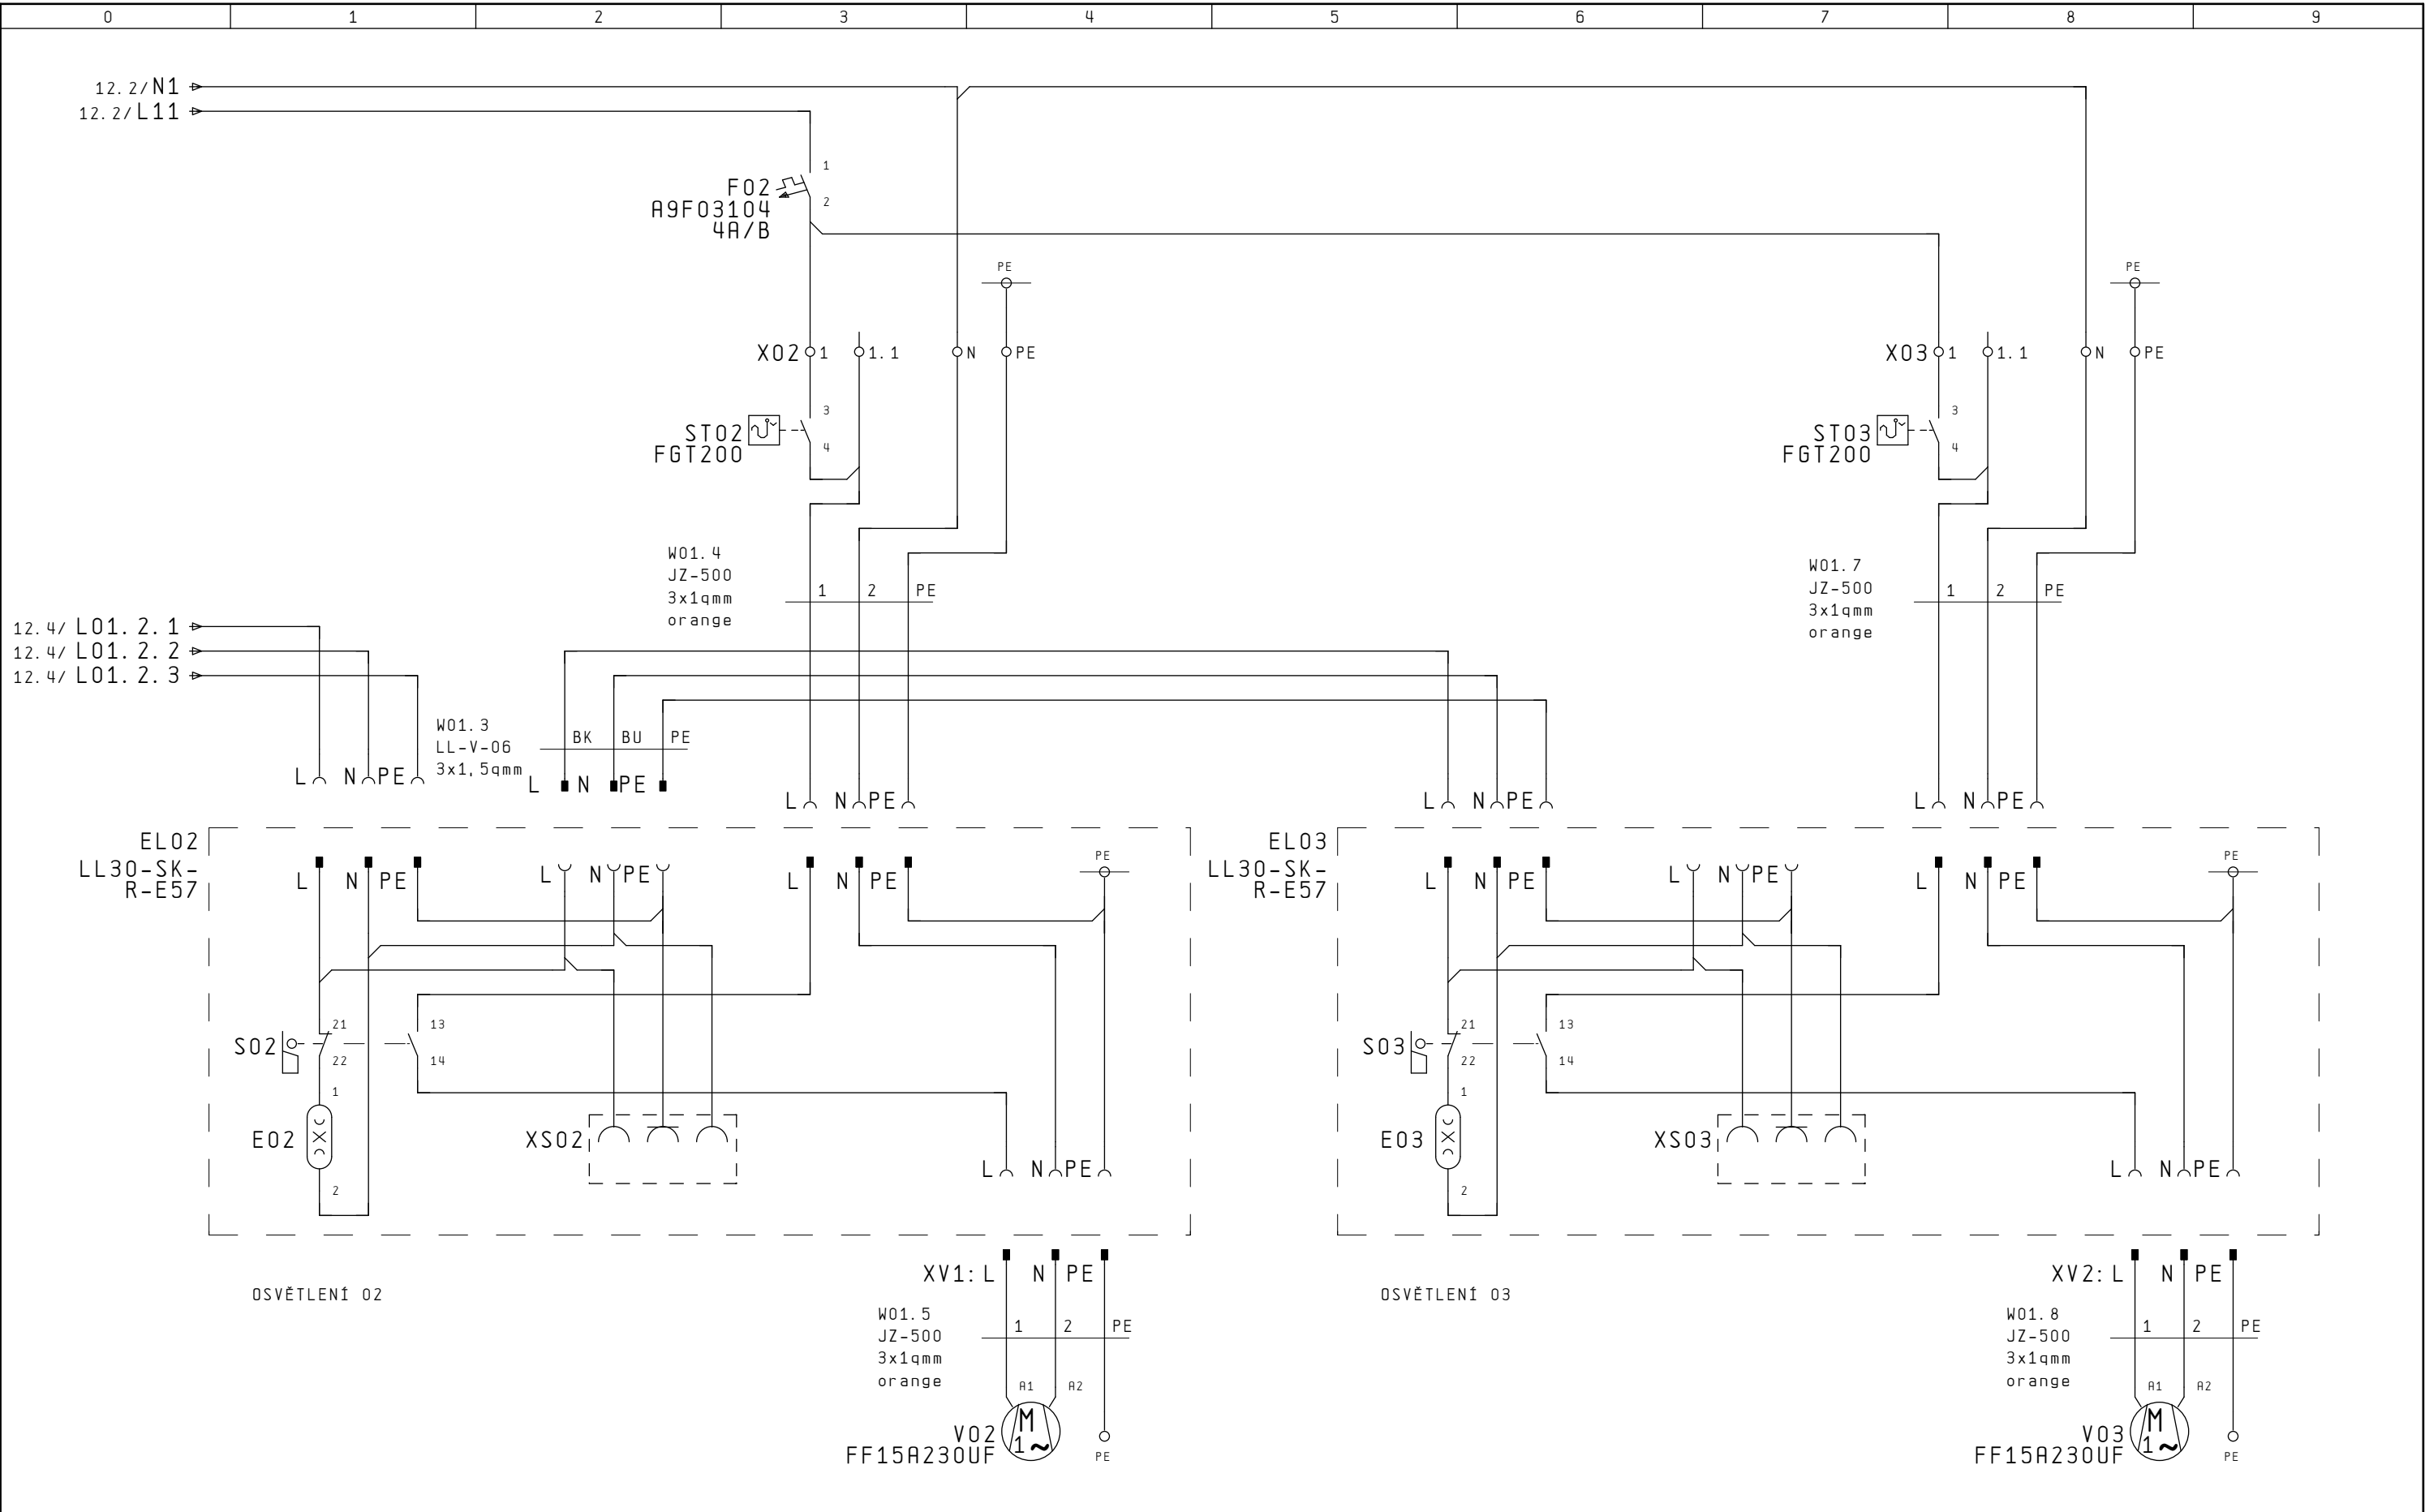 0 1 2 3 4 5 6 7 8 9
12.2/N1
12.2/L11
1
F02
2
A9F03104
4A/B
PE PE
X02 1 1.1 N PE X03 1 1.1 N PE
3 3
ST02 4 ST03 4
FGT200 FGT200
W01.4
JZ-500
3x1qmm
orange
1 2 PE
W01.7
JZ-500
3x1qmm
orange
1 2 PE
12.4/ L01.2.1
12.4/ L01.2.2
12.4/ L01.2.3
W01.3
LL-V-06
3x1,5qmm
BK BU PE
L N PE L N PE
L N PE L N PE L N PE
EL02
LL30-SK-
R-E57
PE
L N PE L N PE L N PE
EL03
LL30-SK-
R-E57
PE
L N PE L N PE L N PE
21 13 21 13
S02 S03
22 14 22 14
1 1
E02 XS02 E03 XS03
L N PE L N PE
2 2
XV1: L N PE XV2: L N PE
OSVĚTLENÍ 02 OSVĚTLENÍ 03
W01.5
JZ-500
3x1qmm
orange
1 2 PE
W01.8
JZ-500
3x1qmm
orange
1 2 PE
A1 A2 A1 A2
M
1~
V02
FF15A230UF
PE
M
1~
V03
FF15A230UF
PE